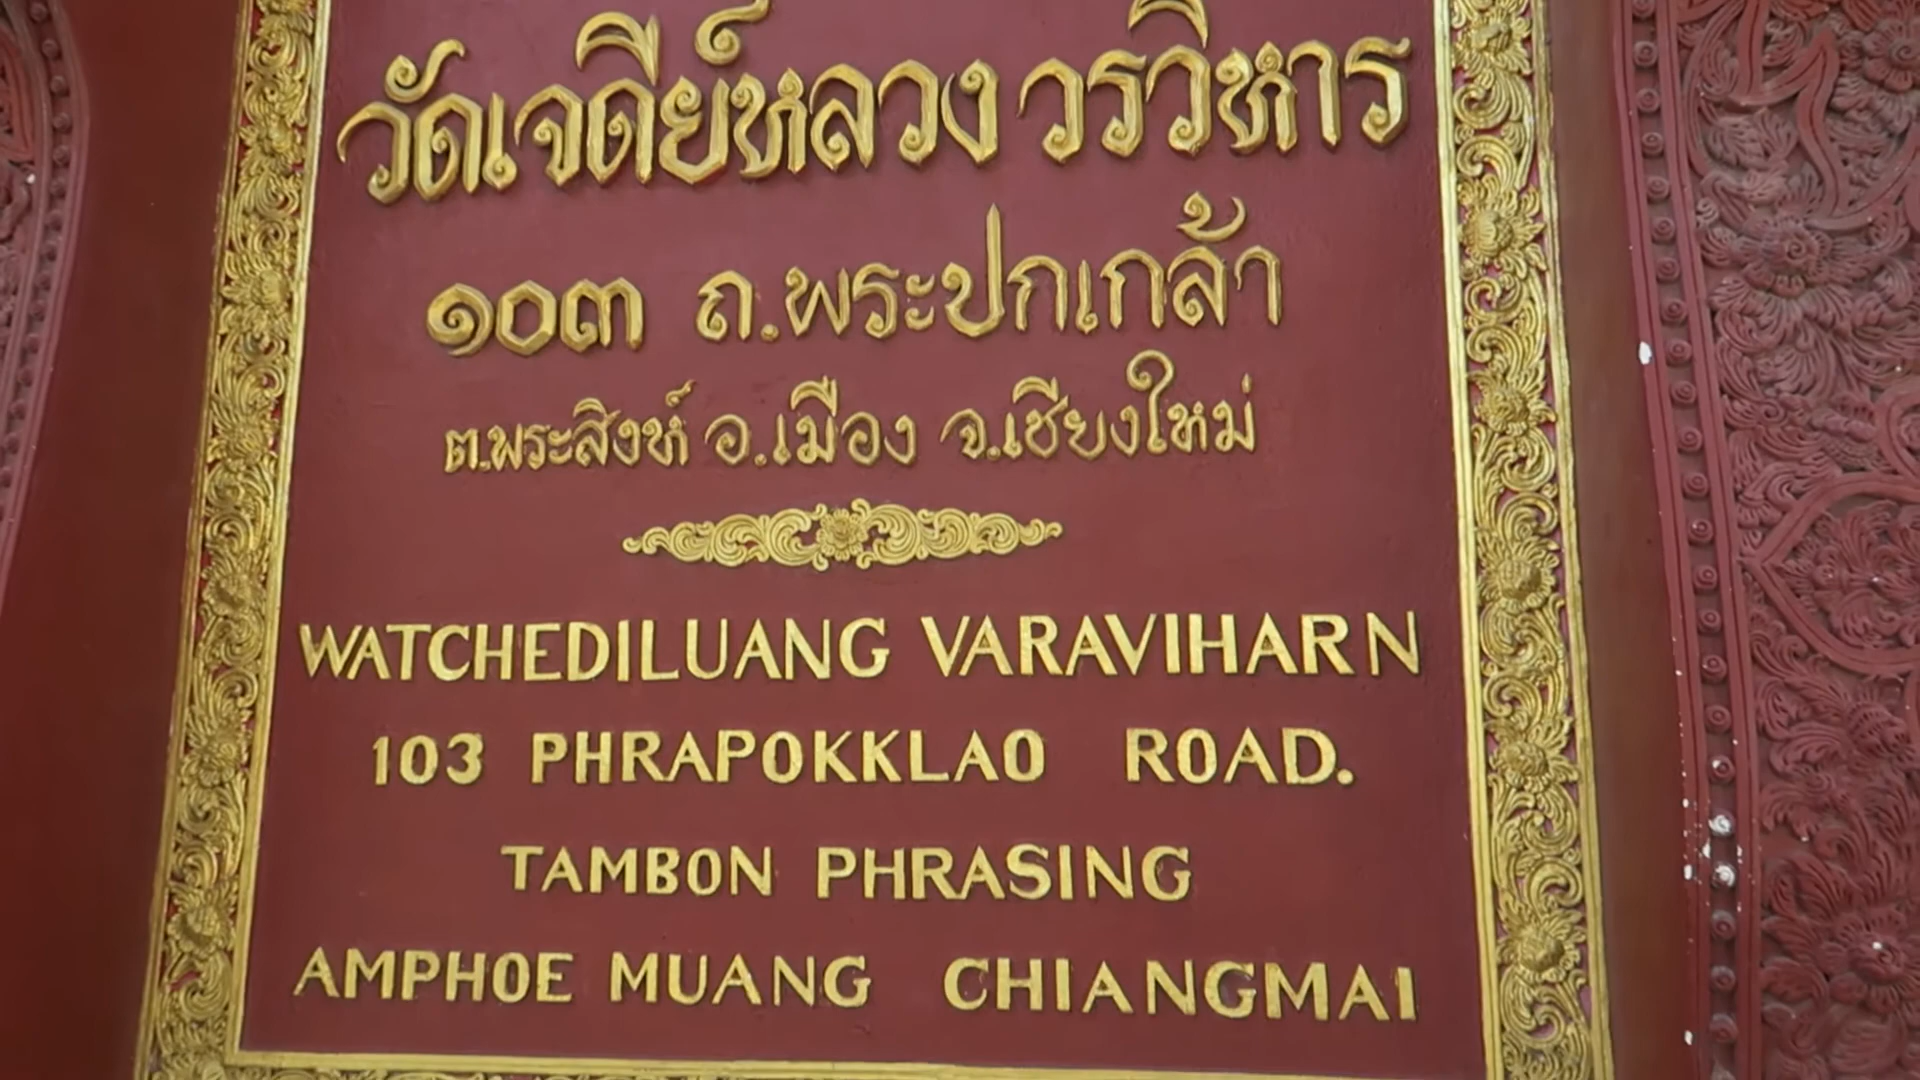 วัดเจดีย์หลวง วรวิหาร
๑๐๓ ถ.พระปกเกล้า
ต.พระสิงห์ อ.เมือง จ.เชียงใหม่
WATCHEDILUANG VARAVIHARN
103 PHRAPOKKLAO ROAD.
TAMBON PHRASING
AMPHOE MUANG CHIANGMAI